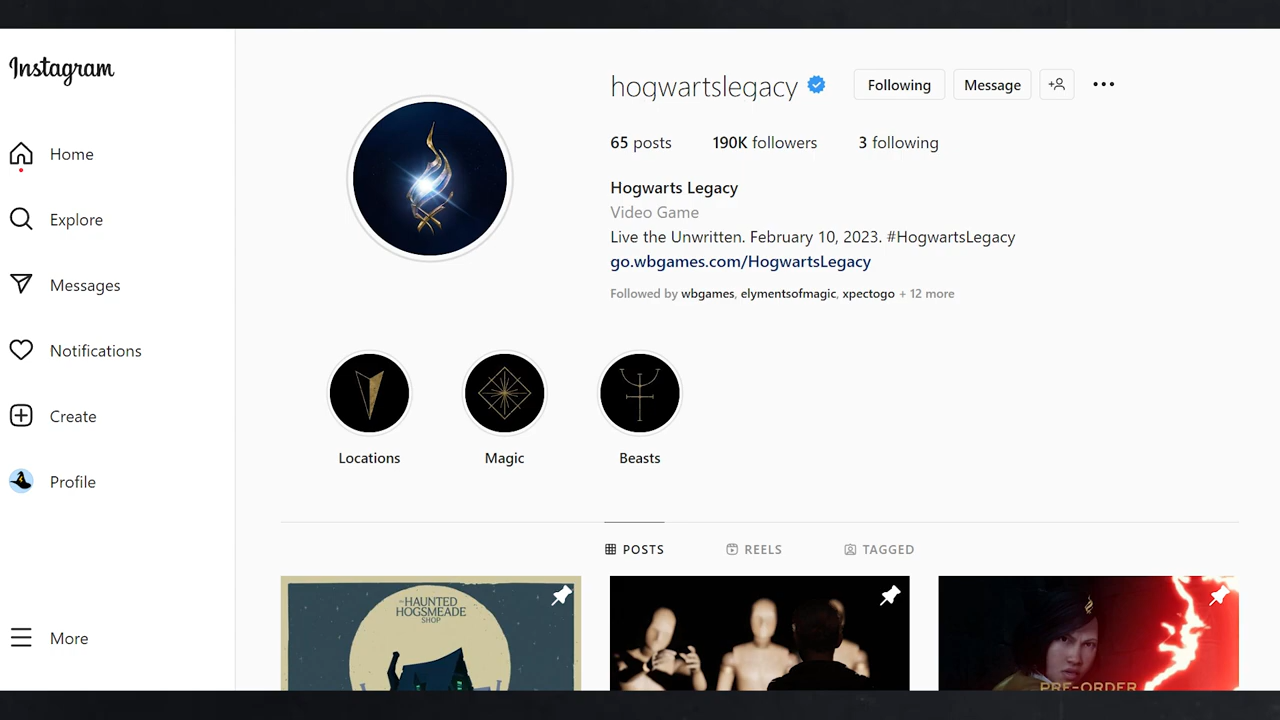 Instagram
Home
Explore
Messages
Notifications
Create
Profile
More
hogwartslegacy
Following
Message
65 posts
190K followers
3 following
Hogwarts Legacy
Video Game
Live the Unwritten. February 10, 2023. #HogwartsLegacy
go.wbgames.com/HogwartsLegacy
Followed by wbgames, elymentsofmagic, xpectogo + 12 more
Locations
Magic
Beasts
POSTS
REELS
TAGGED
THE HAUNTED
HOGSMEADE
SHOP
PRE-ORDER